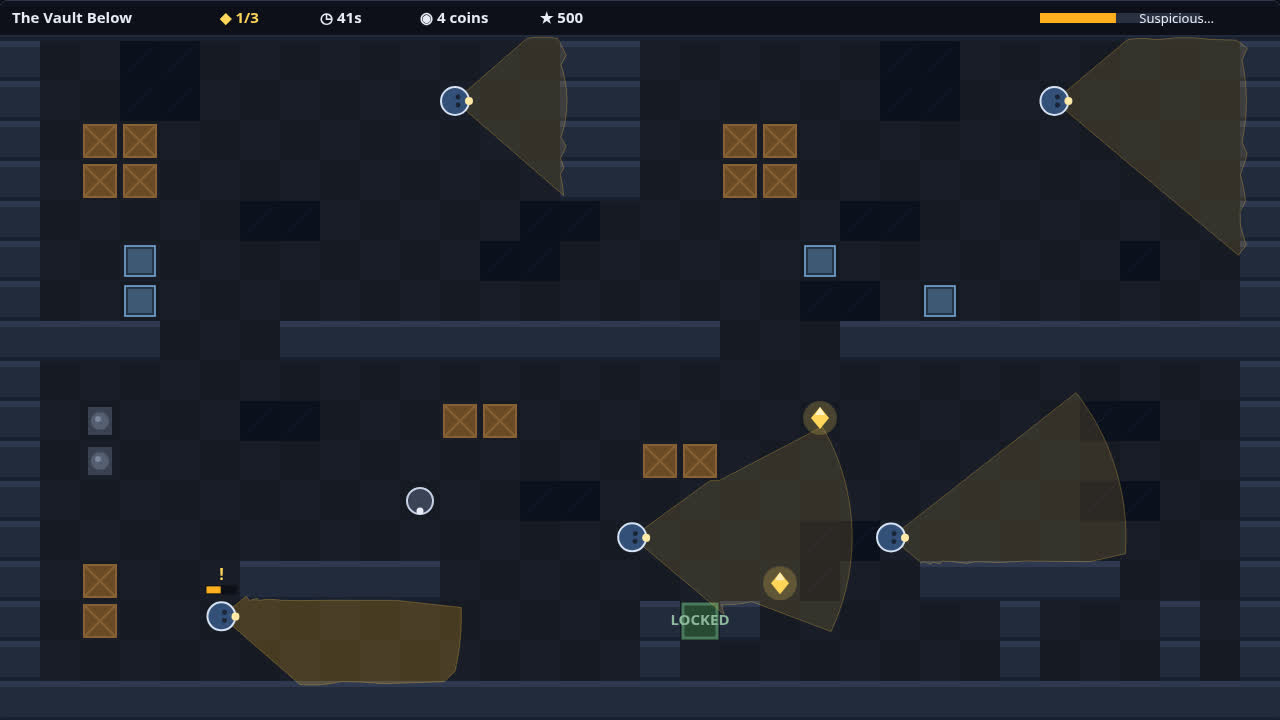 The Vault Below
◆ 1/3
◷ 41s
◉ 4 coins
★ 500
Suspicious...
!
LOCKED